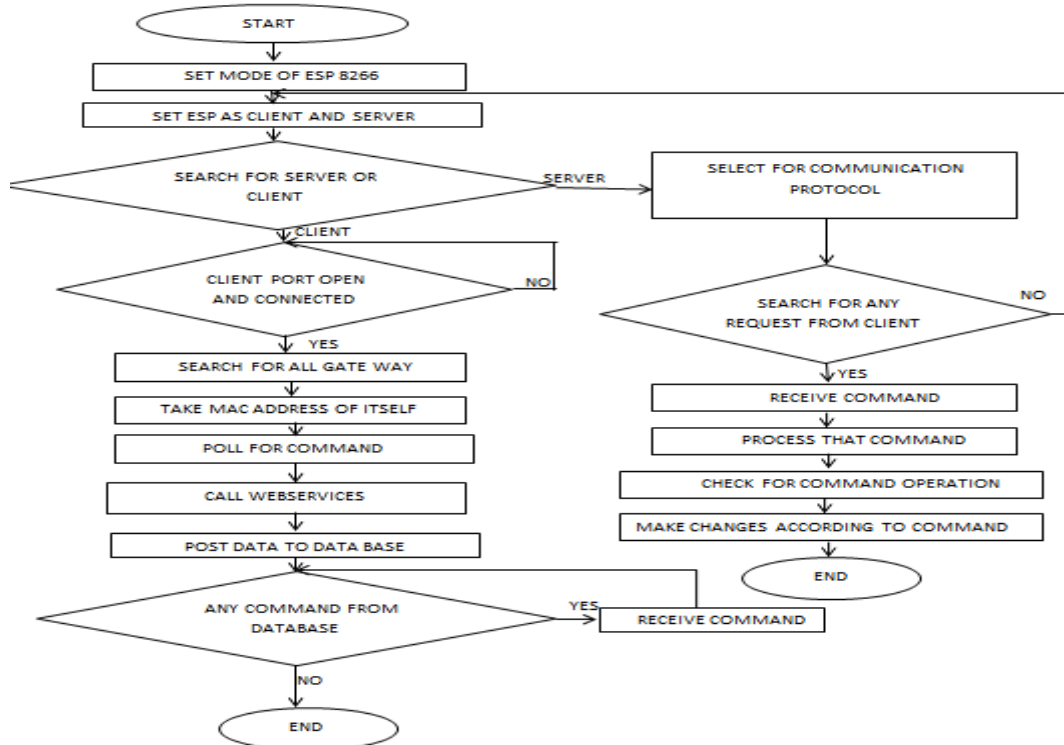 START
SET MODE OF ESP 8266
SET ESP AS CLIENT AND SERVER
SEARCH FOR SERVER OR
CLIENT
SERVER
SELECT FOR COMMUNICATION
PROTOCOL
CLIENT
CLIENT PORT OPEN
AND CONNECTED
NO
YES
SEARCH FOR ALL GATE WAY
TAKE MAC ADDRESS OF ITSELF
POLL FOR COMMAND
CALL WEBSERVICES
POST DATA TO DATA BASE
ANY COMMAND FROM
DATABASE
YES
RECEIVE COMMAND
NO
END
SEARCH FOR ANY
REQUEST FROM CLIENT
NO
YES
RECEIVE COMMAND
PROCESS THAT COMMAND
CHECK FOR COMMAND OPERATION
MAKE CHANGES ACCORDING TO COMMAND
END